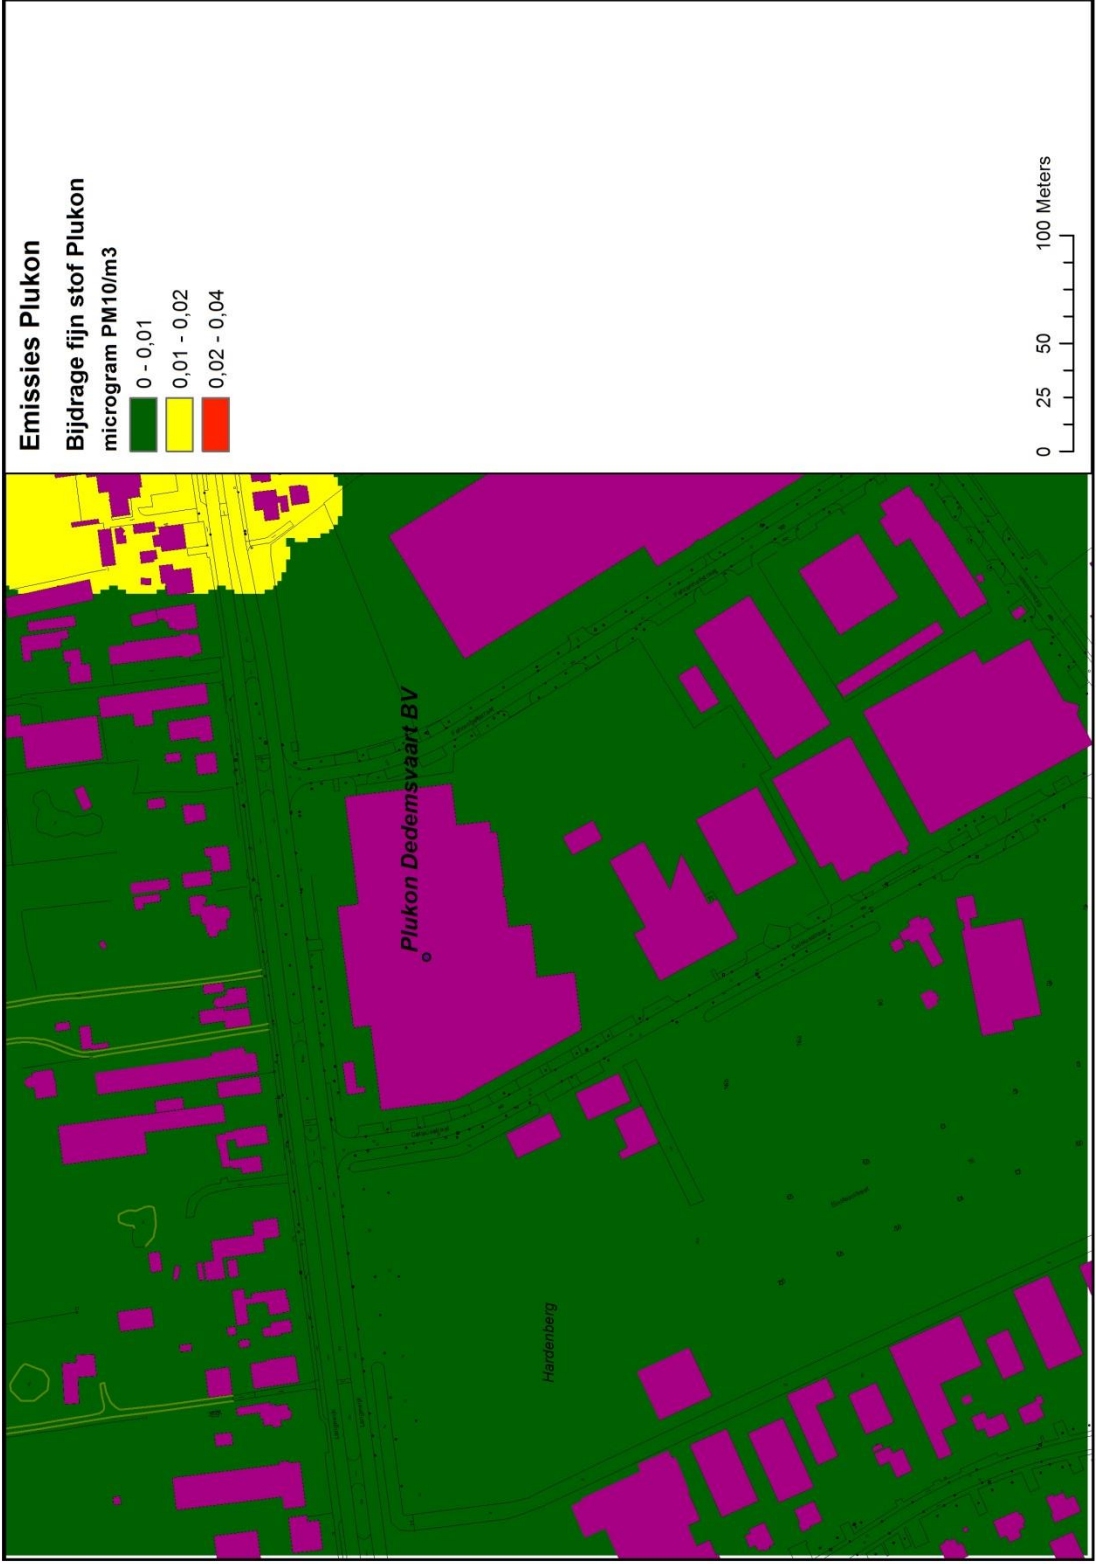 Emissies Plukon
Bijdrage fijn stof Plukon
microgram PM10/m3
0 - 0,01
0,01 - 0,02
0,02 - 0,04
0 25 50 100 Meters
Plukon Dedemsvaart BV
Hardenberg